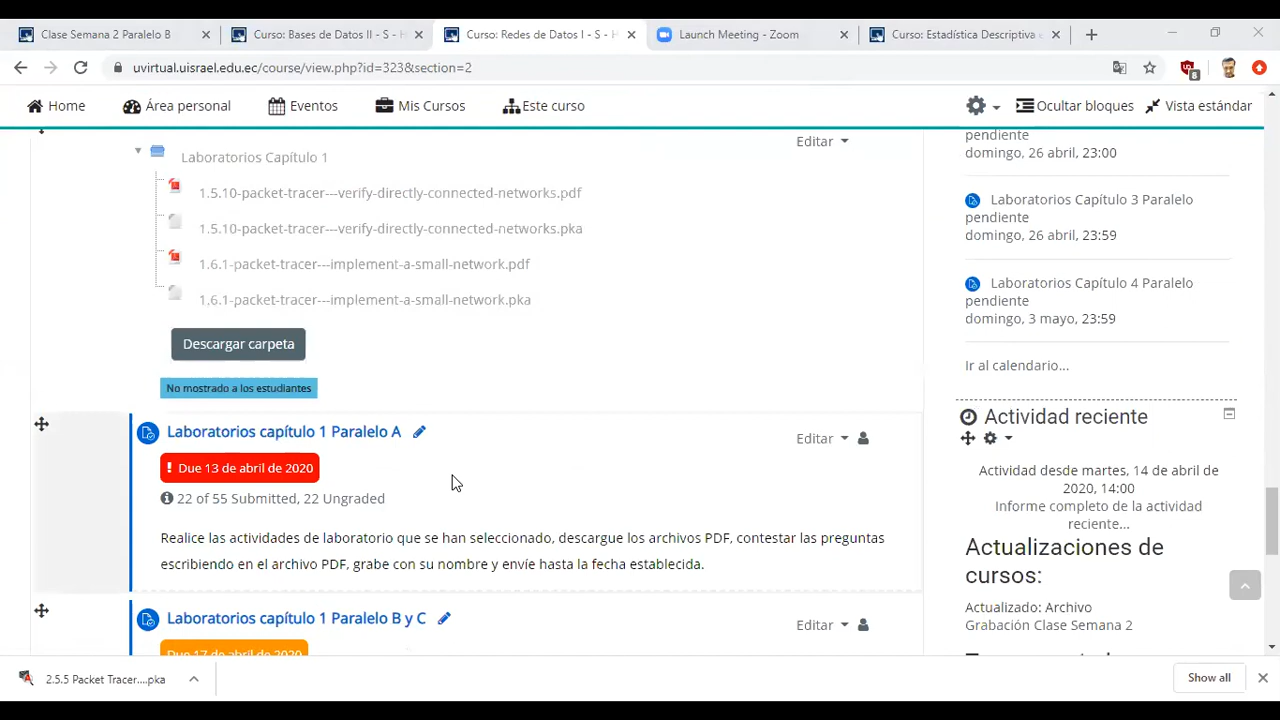 Clase Semana 2 Paralelo B
Curso: Bases de Datos II - S - H
Curso: Redes de Datos I - S - H
Launch Meeting - Zoom
Curso: Estadística Descriptiva e
uvirtual.uisrael.edu.ec/course/view.php?id=323&section=2
8
Home
Área personal
Eventos
Mis Cursos
Este curso
Ocultar bloques
Vista estándar
Laboratorios Capítulo 1
Editar
1.5.10-packet-tracer---verify-directly-connected-networks.pdf
1.5.10-packet-tracer---verify-directly-connected-networks.pka
1.6.1-packet-tracer---implement-a-small-network.pdf
1.6.1-packet-tracer---implement-a-small-network.pka
Descargar carpeta
No mostrado a los estudiantes
Laboratorios capítulo 1 Paralelo A
Editar
! Due 13 de abril de 2020
22 of 55 Submitted, 22 Ungraded
Realice las actividades de laboratorio que se han seleccionado, descargue los archivos PDF, contestar las preguntas
escribiendo en el archivo PDF, grabe con su nombre y envíe hasta la fecha establecida.
Laboratorios capítulo 1 Paralelo B y C
Editar
Due 17 de abril de 2020
pendiente
domingo, 26 abril, 23:00
Laboratorios Capítulo 3 Paralelo
pendiente
domingo, 26 abril, 23:59
Laboratorios Capítulo 4 Paralelo
pendiente
domingo, 3 mayo, 23:59
Ir al calendario...
Actividad reciente
Actividad desde martes, 14 de abril de
2020, 14:00
Informe completo de la actividad
reciente...
Actualizaciones de
cursos:
Actualizado: Archivo
Grabación Clase Semana 2
2.5.5 Packet Tracer....pka
Show all